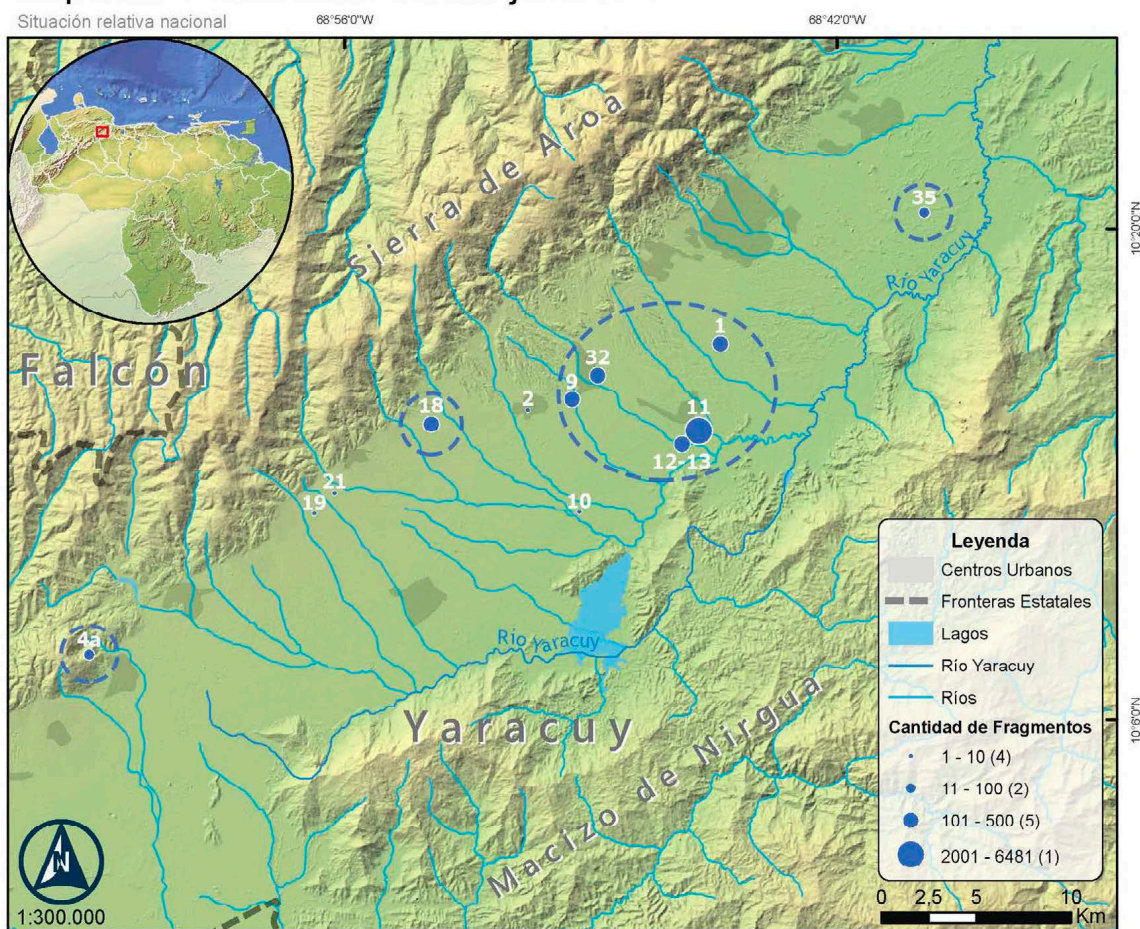 Situación relativa nacional
68°56'0"W
68°42'0"W
Sierra de Aroa
35
10°20'0"N
Río Yaracuy
1
Falcón
32
9
18
2
11
12-13
21
19
10
Leyenda
Centros Urbanos
Fronteras Estatales
Lagos
Río Yaracuy
Ríos
4a
Río Yaracuy
Yaracuy
Macizo de Nirgua
10°6'0"N
Cantidad de Fragmentos
1 - 10 (4)
11 - 100 (2)
101 - 500 (5)
2001 - 6481 (1)
N
1:300.000
0 2,5 5 10
Km